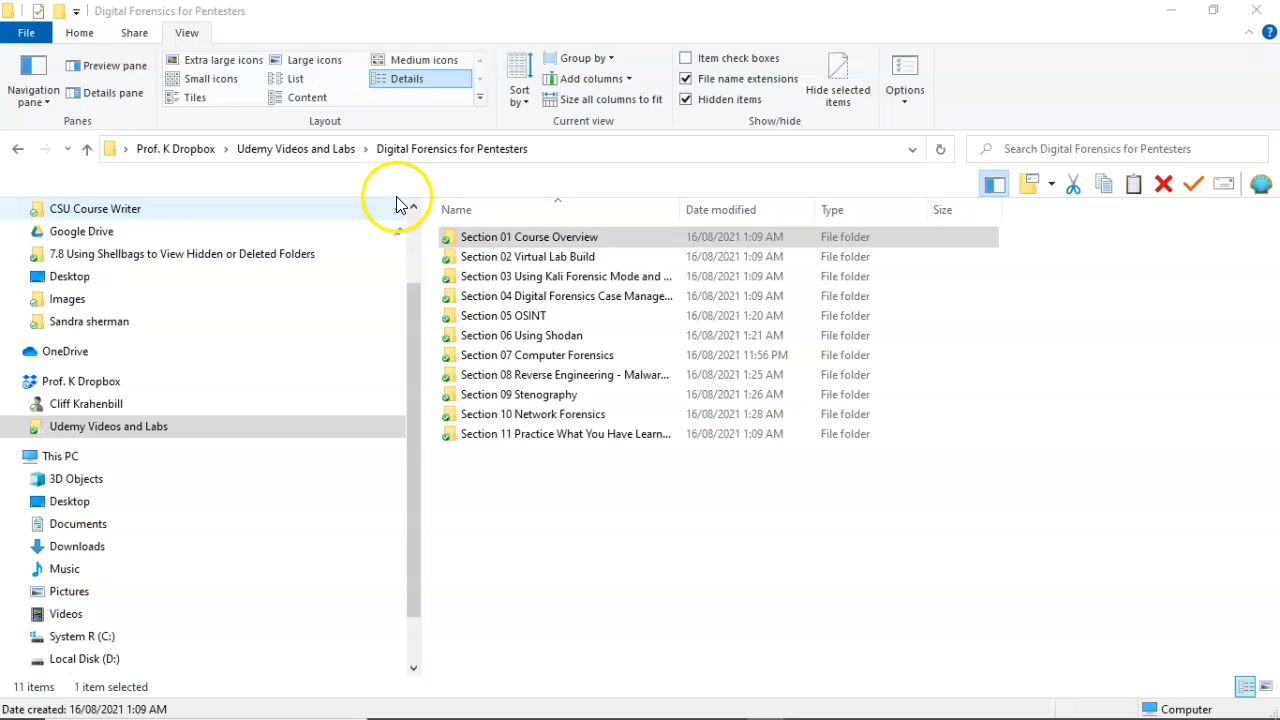 Digital Forensics for Pentesters
File Home Share View
Navigation pane
Preview pane
Details pane
Panes
Extra large icons Large icons Medium icons
Small icons List Details
Tiles Content
Layout
Sort by
Group by
Add columns
Size all columns to fit
Current view
Item check boxes
File name extensions
Hidden items
Hide selected items
Show/hide
Options
Prof. K Dropbox Udemy Videos and Labs Digital Forensics for Pentesters
Search Digital Forensics for Pentesters
CSU Course Writer
Google Drive
7.8 Using Shellbags to View Hidden or Deleted Folders
Desktop
Images
Sandra sherman
OneDrive
Prof. K Dropbox
Cliff Krahenbill
Udemy Videos and Labs
This PC
3D Objects
Desktop
Documents
Downloads
Music
Pictures
Videos
System R (C:)
Local Disk (D:)
Name Date modified Type Size
Section 01 Course Overview 16/08/2021 1:09 AM File folder
Section 02 Virtual Lab Build 16/08/2021 1:09 AM File folder
Section 03 Using Kali Forensic Mode and ... 16/08/2021 1:09 AM File folder
Section 04 Digital Forensics Case Manage... 16/08/2021 1:09 AM File folder
Section 05 OSINT 16/08/2021 1:20 AM File folder
Section 06 Using Shodan 16/08/2021 1:21 AM File folder
Section 07 Computer Forensics 16/08/2021 11:56 PM File folder
Section 08 Reverse Engineering - Malwar... 16/08/2021 1:25 AM File folder
Section 09 Stenography 16/08/2021 1:26 AM File folder
Section 10 Network Forensics 16/08/2021 1:28 AM File folder
Section 11 Practice What You Have Learn... 16/08/2021 1:09 AM File folder
11 items 1 item selected
Date created: 16/08/2021 1:09 AM
Computer